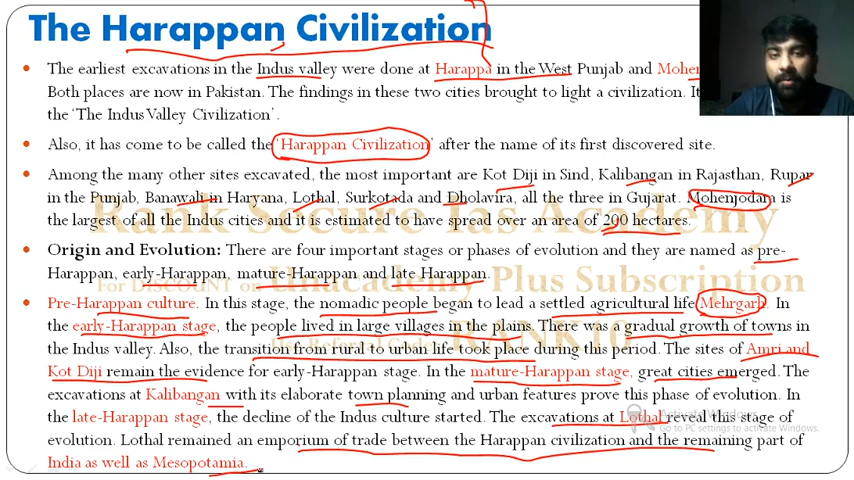 The Harappan Civilization
• The earliest excavations in the Indus valley were done at Harappa in the West Punjab and
Both places are now in Pakistan. The findings in these two cities brought to light a civilization. It
the ‘The Indus Valley Civilization’.
• Also, it has come to be called the ‘Harappan Civilization’ after the name of its first discovered site.
• Among the many other sites excavated, the most important are Kot Diji in Sind, Kalibangan in Rajasthan, Rupar
in the Punjab, Banawali in Haryana, Lothal, Surkotada and Dholavira, all the three in Gujarat. Mohenjodara is
the largest of all the Indus cities and it is estimated to have spread over an area of 200 hectares.
Rank Secure Ias Academy
• Origin and Evolution: There are four important stages or phases of evolution and they are named as pre-
Harappan, early-Harappan, mature-Harappan and late Harappan.
For DISCOUNT on Unacademy Plus Subscription
• Pre-Harappan culture. In this stage, the nomadic people began to lead a settled agricultural life Mehrgarh. In
the early-Harappan stage, the people lived in large villages in the plains. There was a gradual growth of towns in
the Indus valley. Also, the transition from rural to urban life took place during this period. The sites of Amri and
Referral Code: RANK10
Kot Diji remain the evidence for early-Harappan stage. In the mature-Harappan stage, great cities emerged. The
excavations at Kalibangan with its elaborate town planning and urban features prove this phase of evolution. In
the late-Harappan stage, the decline of the Indus culture started. The excavations at Lothal reveal this stage of
Activate Windows
Go to PC settings to activate Windows.
evolution. Lothal remained an emporium of trade between the Harappan civilization and the remaining part of
India as well as Mesopotamia.